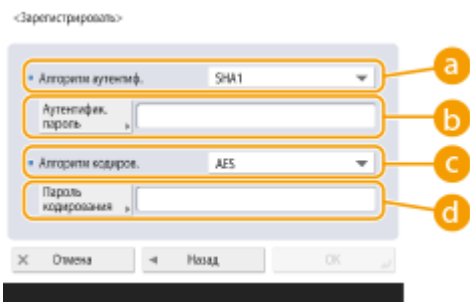 <Зарегистрировать>
Алгоритм аутентиф.
SHA1
a
Аутентифик.
пароль
b
Алгоритм кодиров.
AES
c
Пароль
кодирования
d
Отмена
Назад
OK